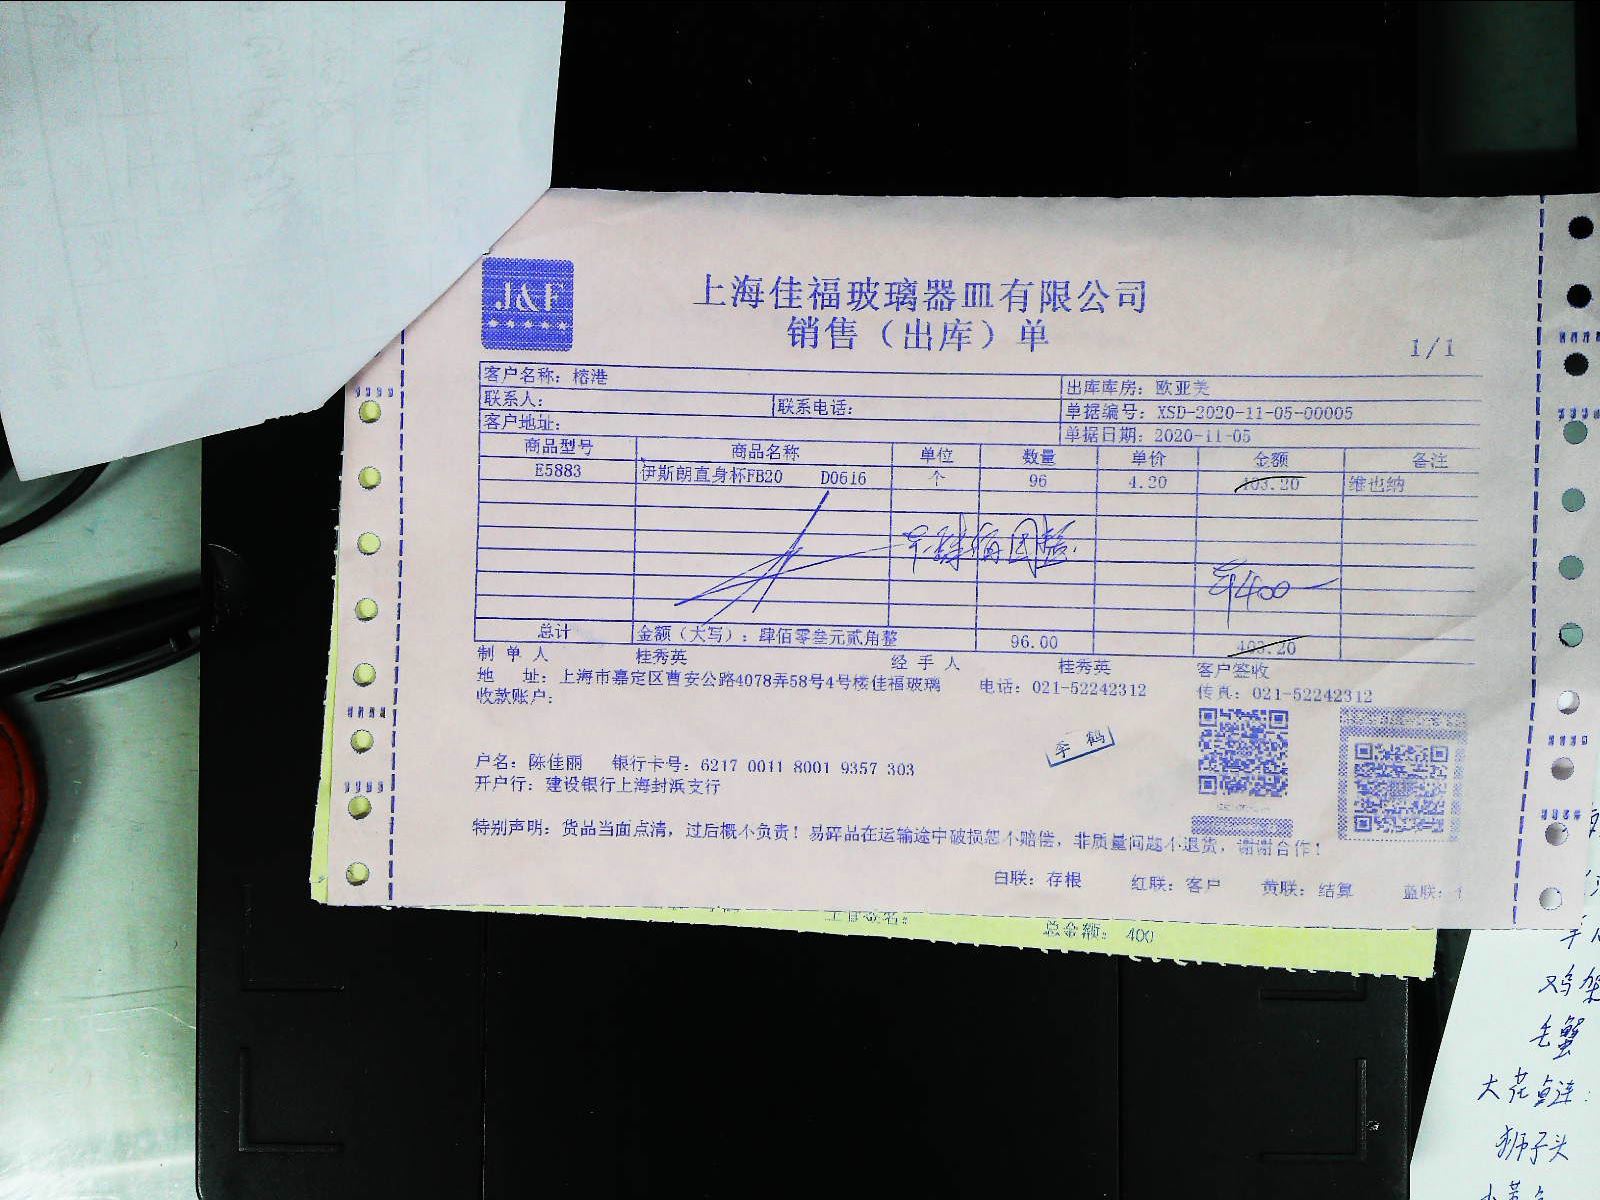 J&F
上海佳福玻璃器皿有限公司
销售（出库）单
1/1
客户名称：榕港 出库库房：欧亚美
联系人： 联系电话： 单据编号：XSD-2020-11-05-00005
客户地址： 单据日期：2020-11-05
商品型号 商品名称 单位 数量 单价 金额 备注
E5883 伊斯朗直身杯FB20 D0616 个 96 4.20 403.20 维也纳
¥400
总计 金额（大写）：肆佰零叁元贰角整 96.00 403.20
制单人 桂秀英 经手人 桂秀英 客户签收
地 址：上海市嘉定区曹安公路4078弄58号4号楼佳福玻璃 电话：021-52242312 传真：021-52242312
收款账户：
李鹤
户名：陈佳丽 银行卡号：6217 0011 8001 9357 303
开户行：建设银行上海封浜支行
特别声明：货品当面点清，过后概不负责！易碎品在运输途中破损恕不赔偿，非质量问题不退货，谢谢合作！
白联：存根 红联：客户 黄联：结算 蓝联：
总金额：400
鸡架
毛蟹
大花鲢：
狮子头